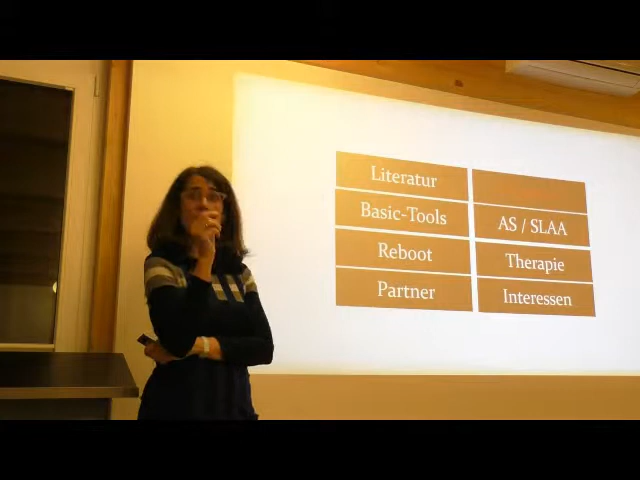 Literatur
Basic-Tools
AS / SLAA
Reboot
Therapie
Partner
Interessen